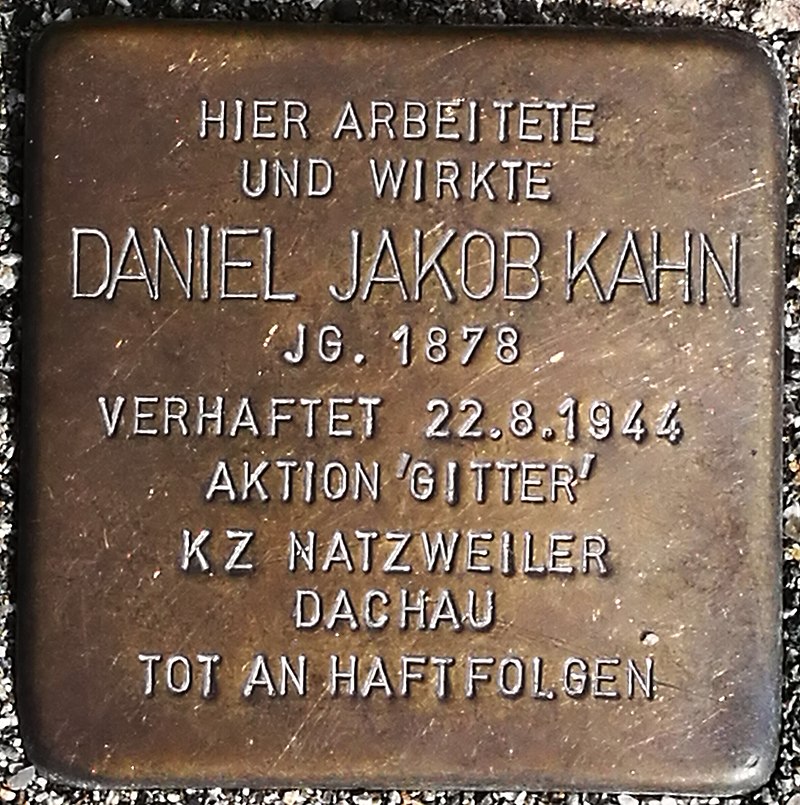 HIER ARBEITETE
UND WIRKTE
DANIEL JAKOB KAHN
JG. 1878
VERHAFTET 22.8.1944
AKTION 'GITTER'
KZ NATZWEILER
DACHAU
TOT AN HAFTFOLGEN